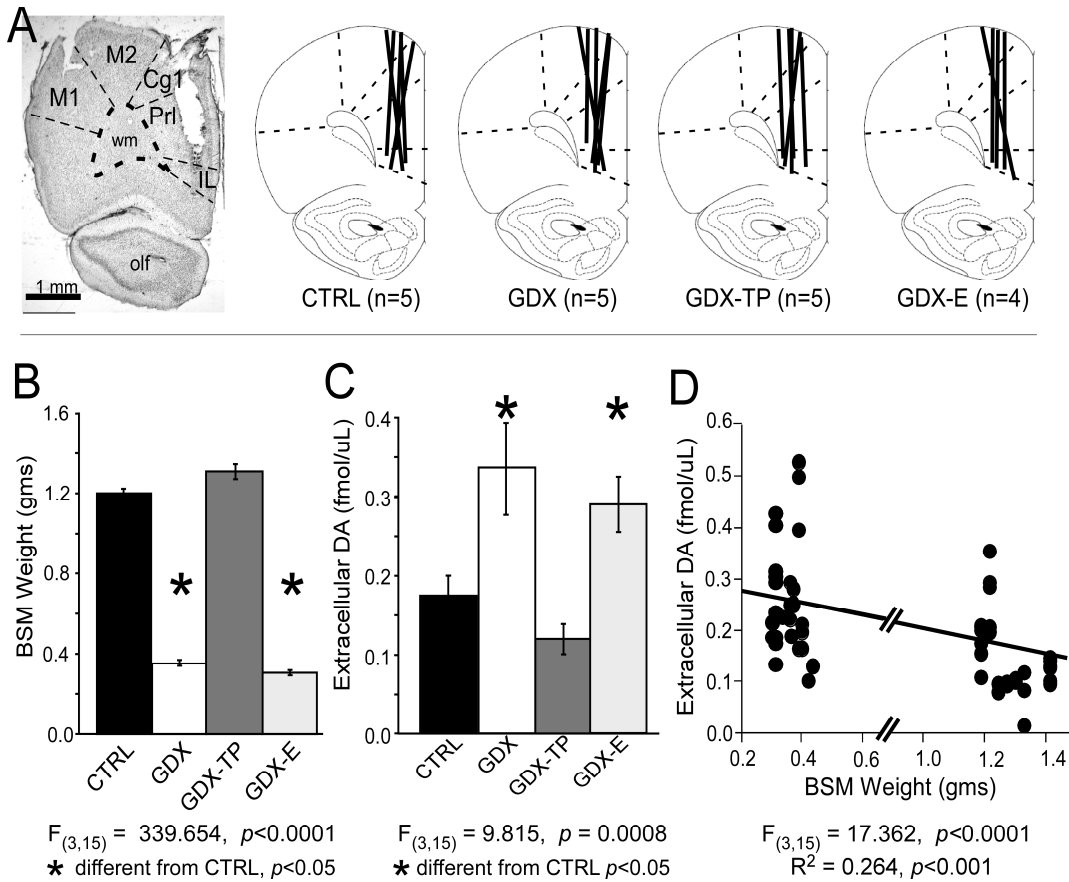 A
M2
Cg1
M1
Prl
wm
IL
olf
1 mm
CTRL (n=5)
GDX (n=5)
GDX-TP (n=5)
GDX-E (n=4)
B
BSM Weight (gms)
1.6
1.2
0.8
0.4
0.0
*
*
CTRL
GDX
GDX-TP
GDX-E
F(3,15) = 339.654, p<0.0001
* different from CTRL, p<0.05
C
Extracellular DA (fmol/uL)
0.4
0.3
0.2
0.1
0.0
*
*
CTRL
GDX
GDX-TP
GDX-E
F(3,15) = 9.815, p = 0.0008
* different from CTRL p<0.05
D
Extracellular DA (fmol/uL)
0.6
0.5
0.4
0.3
0.2
0.1
0.0
0.2 0.4 0.6 1.0 1.2 1.4
BSM Weight (gms)
F(3,15) = 17.362, p<0.0001
R² = 0.264, p<0.001